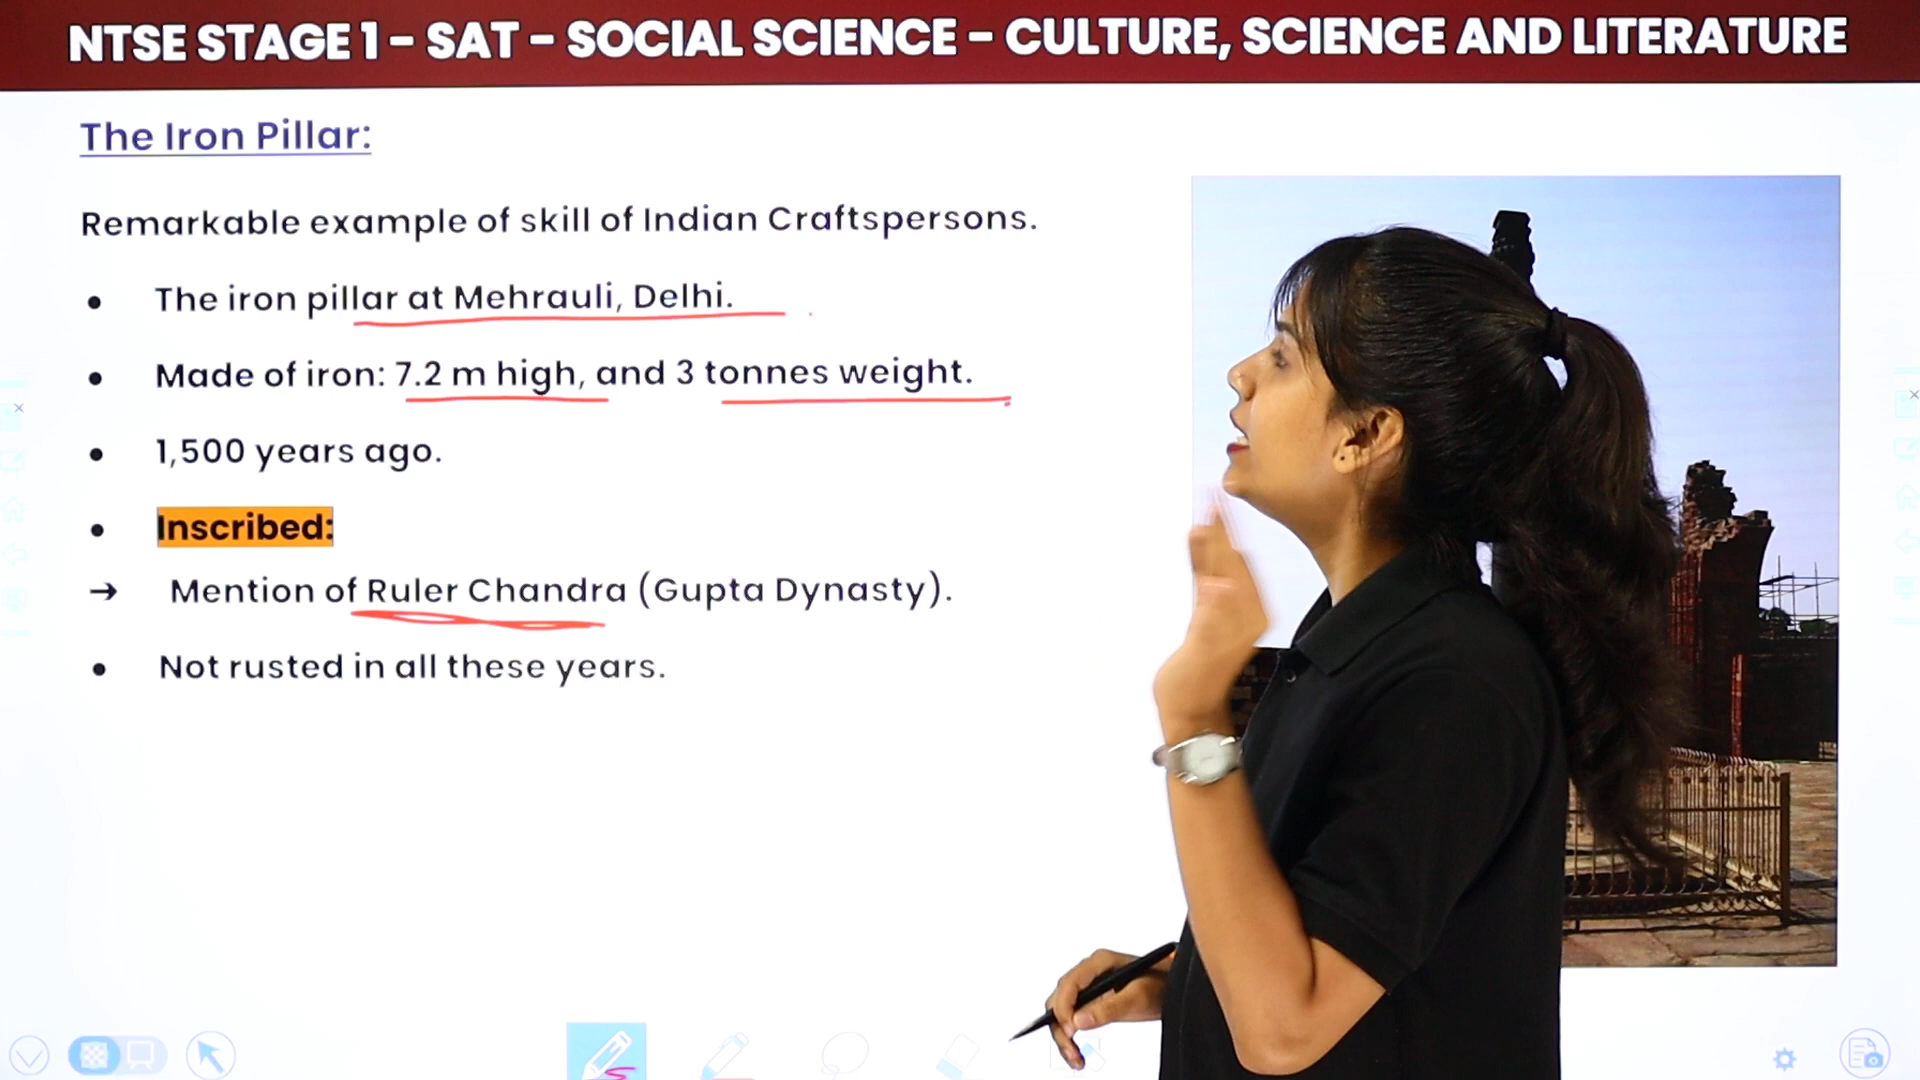 NTSE STAGE 1 - SAT - SOCIAL SCIENCE - CULTURE, SCIENCE AND LITERATURE
The Iron Pillar:
Remarkable example of skill of Indian Craftspersons.
• The iron pillar at Mehrauli, Delhi.
• Made of iron: 7.2 m high, and 3 tonnes weight.
• 1,500 years ago.
• Inscribed:
→ Mention of Ruler Chandra (Gupta Dynasty).
• Not rusted in all these years.